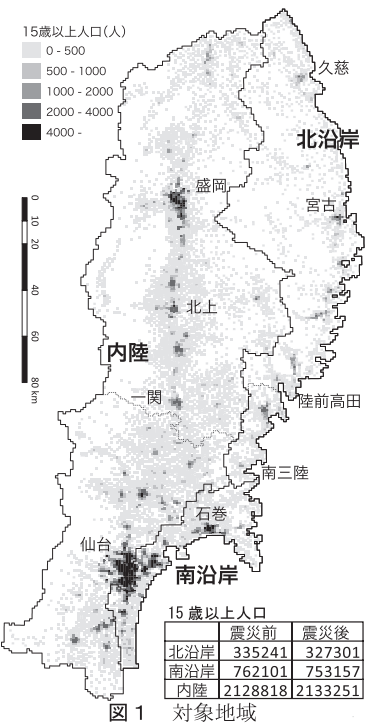 15歳以上人口(人)
0 - 500
500 - 1000
1000 - 2000
2000 - 4000
4000 -
久慈
北沿岸
盛岡
宮古
0
10
20
40
60
80 km
北上
内陸
一関
陸前高田
南三陸
石巻
仙台
南沿岸
15歳以上人口
震災前 震災後
北沿岸 335241 327301
南沿岸 762101 753157
内陸 2128818 2133251
図1 対象地域